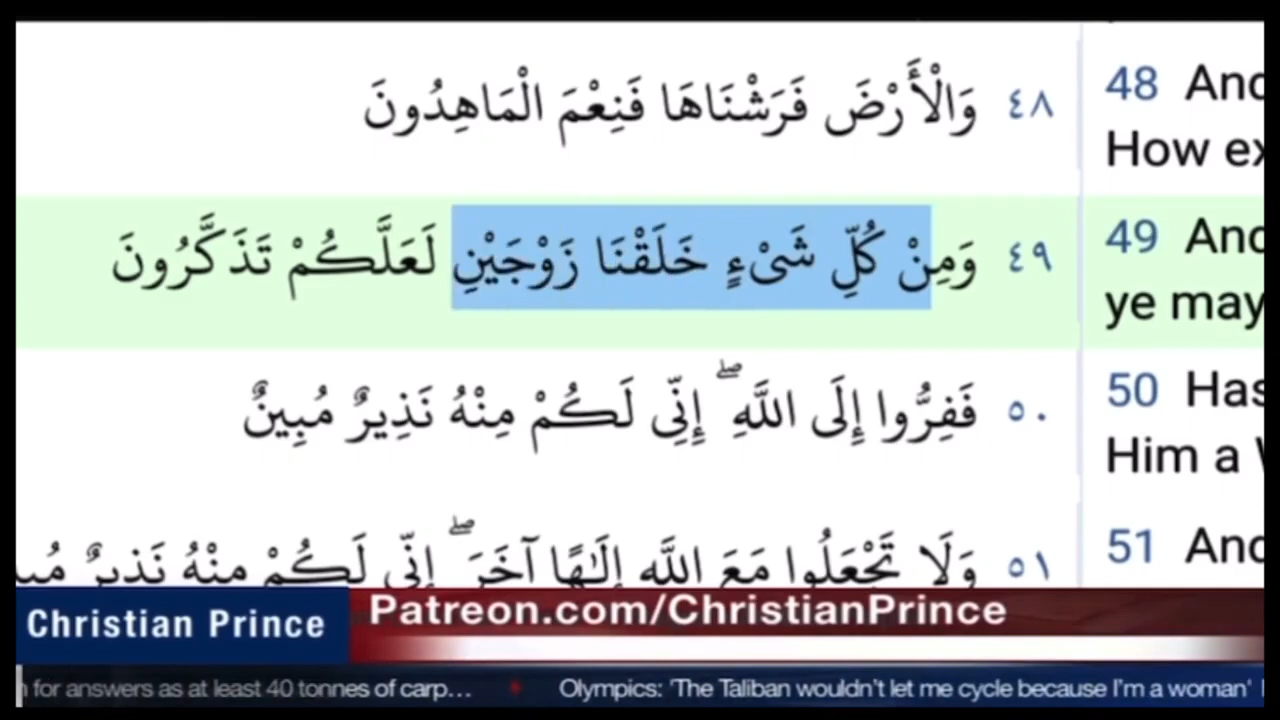 ٤٨ وَالْأَرْضَ فَرَشْنَاهَا فَنِعْمَ الْمَاهِدُونَ
48 And
How ex
٤٩ وَمِنْ كُلِّ شَيْءٍ خَلَقْنَا زَوْجَيْنِ لَعَلَّكُمْ تَذَكَّرُونَ
49 And
ye may
٥٠ فَفِرُّوا إِلَى اللَّهِ ۖ إِنِّي لَكُمْ مِنْهُ نَذِيرٌ مُبِينٌ
50 Has
Him a
٥١ وَلَا تَجْعَلُوا مَعَ اللَّهِ إِلَٰهًا آخَرَ ۖ إِنِّي لَكُمْ مِنْهُ نَذِيرٌ
51 And
Christian Prince
Patreon.com/ChristianPrince
for answers as at least 40 tonnes of carp... Olympics: 'The Taliban wouldn't let me cycle because I'm a woman'